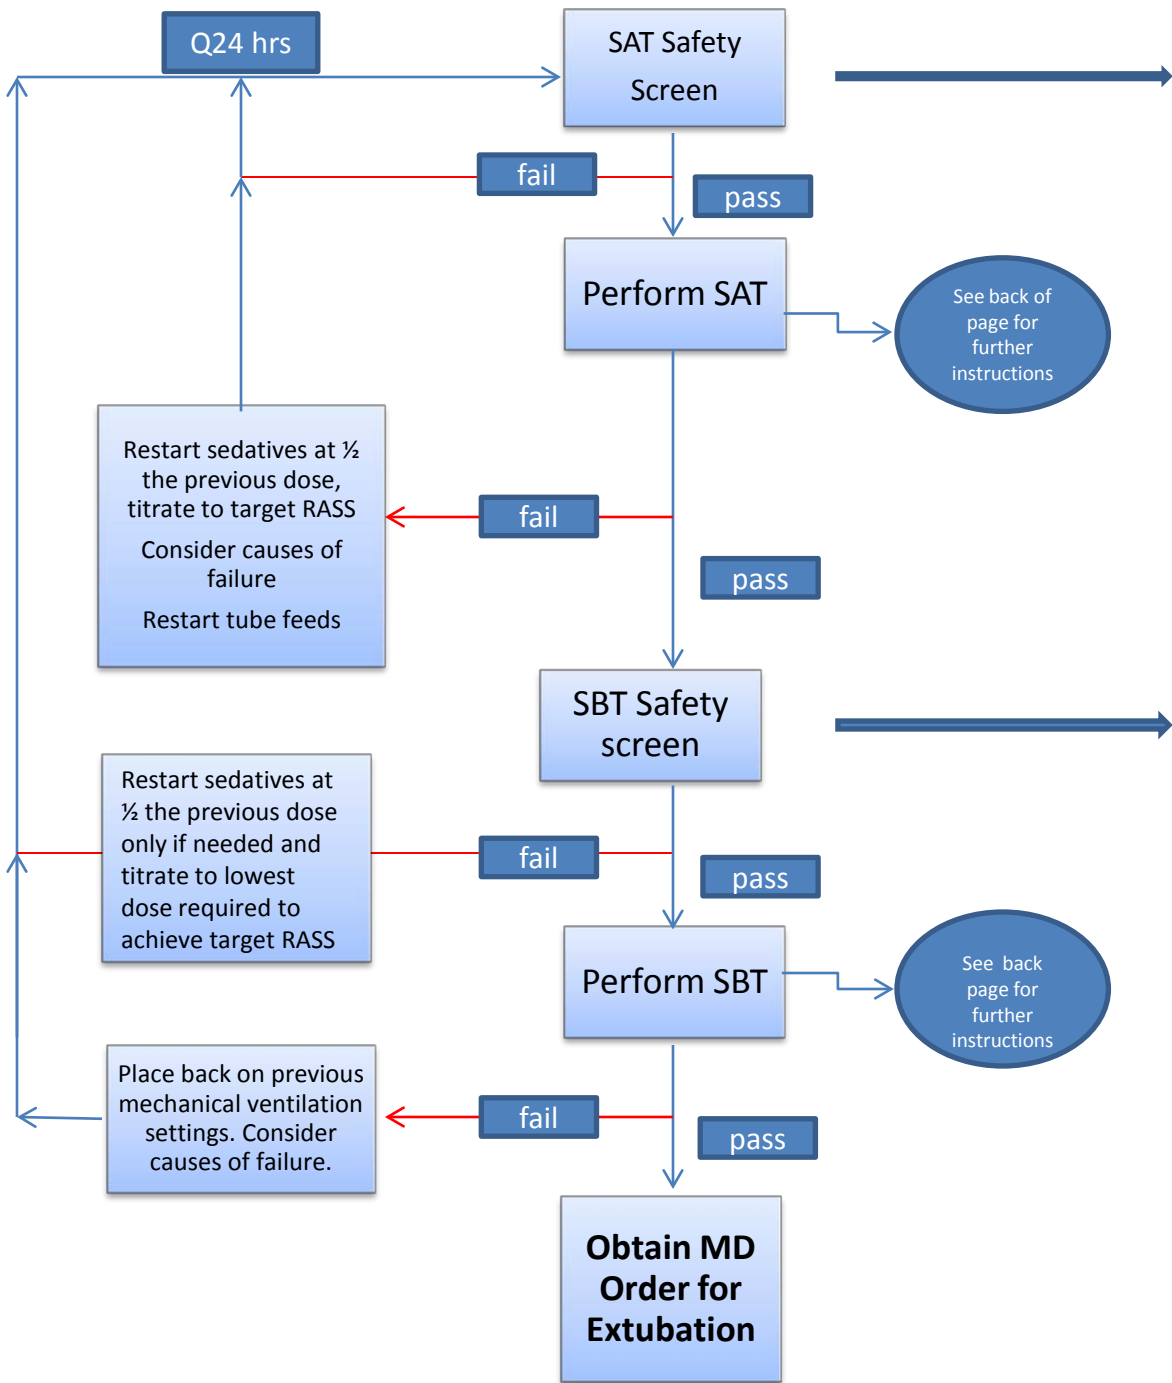 Q24 hrs
SAT Safety
Screen
fail
pass
Perform SAT
See back of
page for
further
instructions
Restart sedatives at ½
the previous dose,
titrate to target RASS
Consider causes of
failure
Restart tube feeds
fail
pass
SBT Safety
screen
Restart sedatives at
½ the previous dose
only if needed and
titrate to lowest
dose required to
achieve target RASS
fail
pass
Perform SBT
See back
page for
further
instructions
Place back on previous
mechanical ventilation
settings. Consider
causes of failure.
fail
pass
Obtain MD
Order for
Extubation